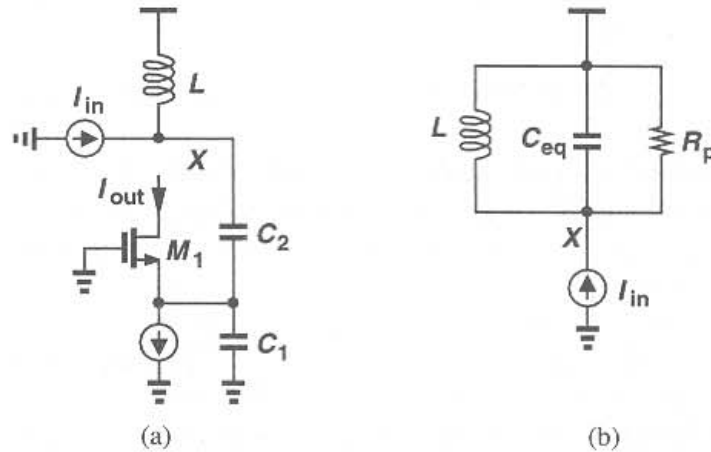 L
I_in
X
I_out
C_2
M_1
C_1
(a)
L
C_eq
R_p
X
I_in
(b)